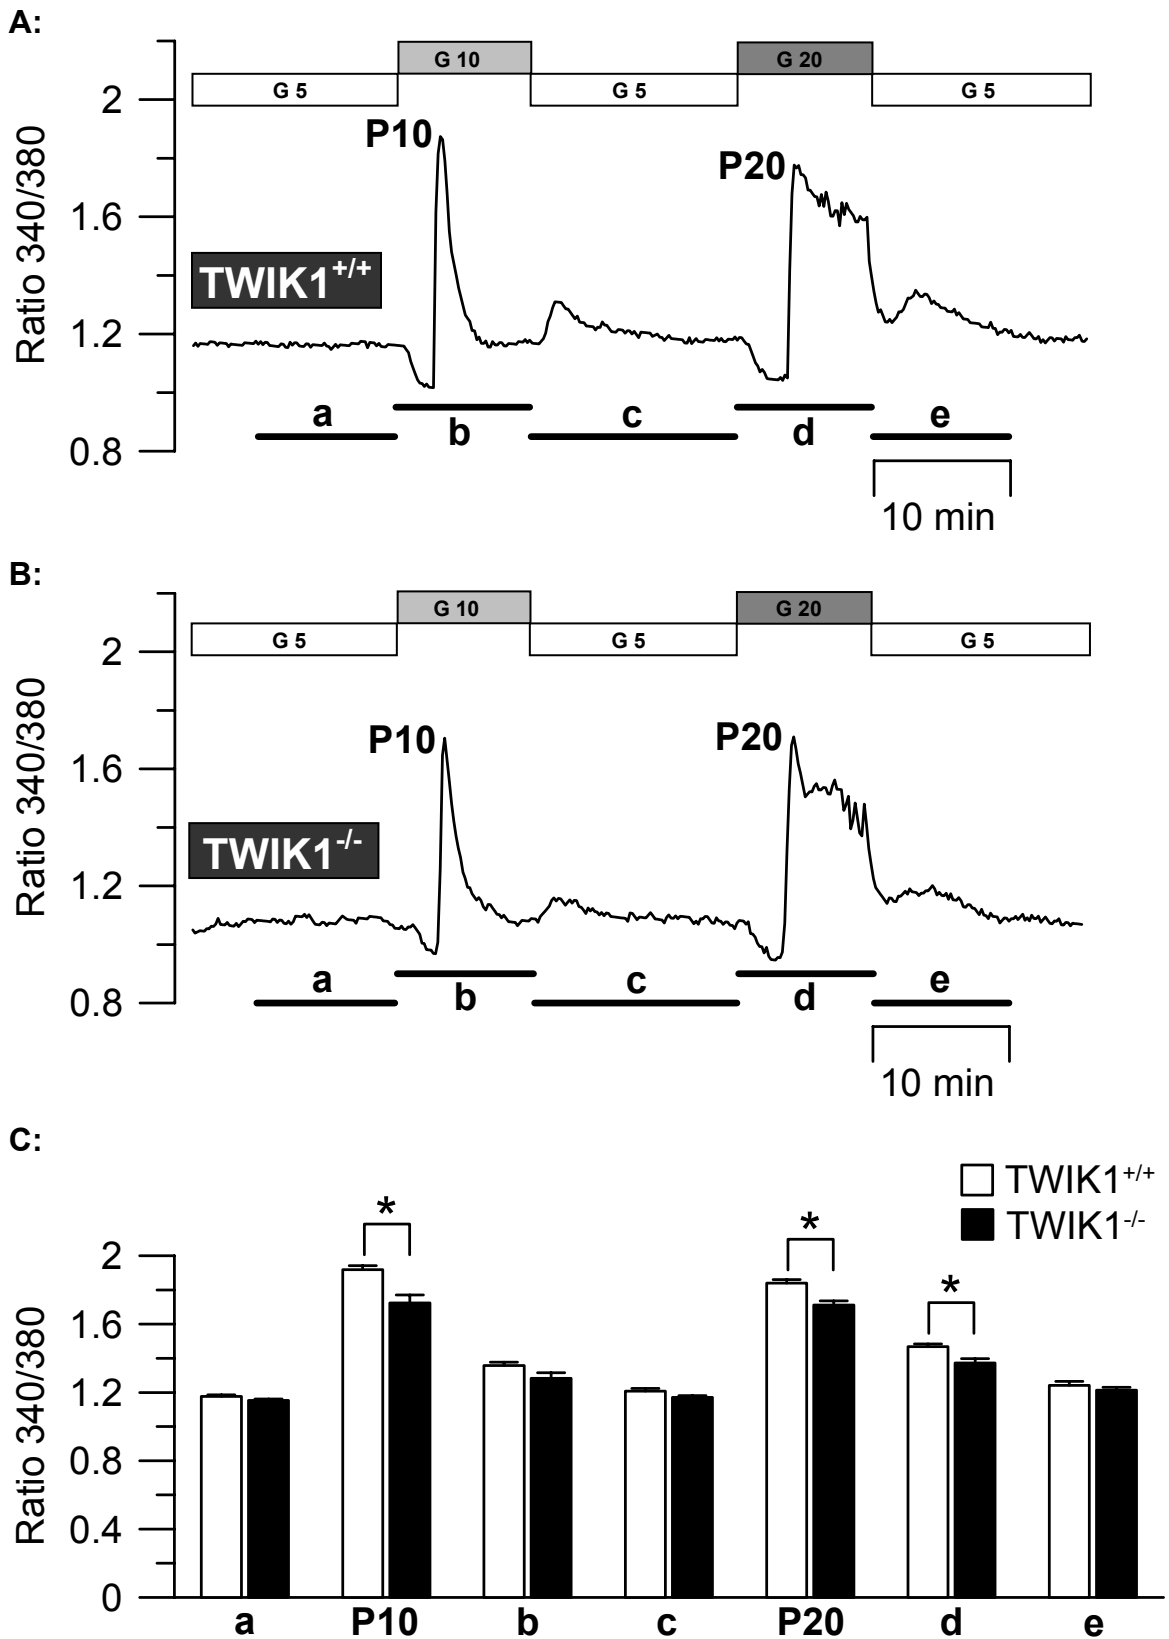 A:
G 10 G 20
G 5 G 5 G 5
2
P10
P20
1.6
TWIK1+/+
1.2
a b c d e
0.8
Ratio 340/380
10 min
B:
G 10 G 20
G 5 G 5 G 5
2
P10 P20
1.6
TWIK1-/-
1.2
a b c d e
0.8
Ratio 340/380
10 min
C:
TWIK1+/+
TWIK1-/-
* * *
2
1.6
1.2
0.8
0.4
0
Ratio 340/380
a P10 b c P20 d e